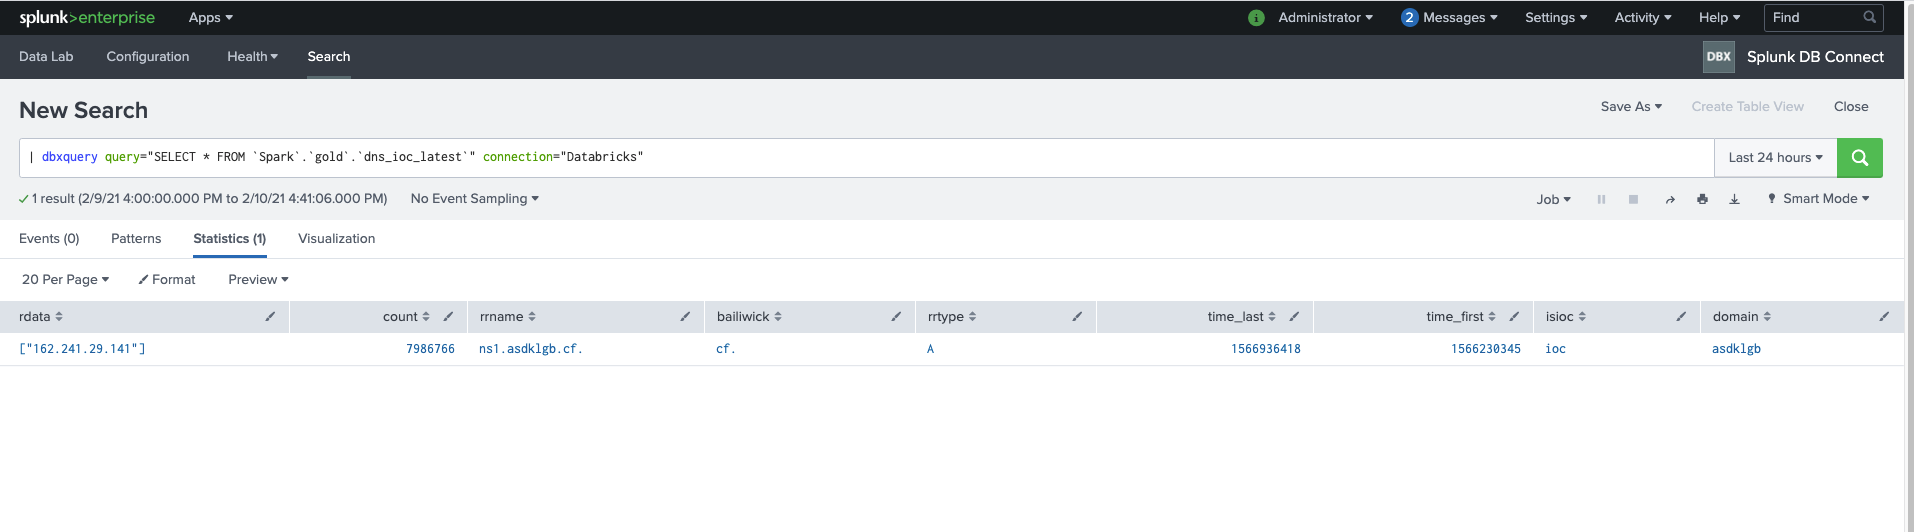 splunk>enterprise Apps i Administrator 2 Messages Settings Activity Help Find
Data Lab Configuration Health Search DBX Splunk DB Connect
New Search Save As Create Table View Close
| dbxquery query="SELECT * FROM `Spark`.`gold`.`dns_ioc_latest`" connection="Databricks" Last 24 hours
1 result (2/9/21 4:00:00.000 PM to 2/10/21 4:41:06.000 PM) No Event Sampling Job Smart Mode
Events (0) Patterns Statistics (1) Visualization
20 Per Page Format Preview
rdata count rrname bailiwick rrtype time_last time_first isioc domain
["162.241.29.141"] 7986766 ns1.asdklgb.cf. cf. A 1566936418 1566230345 ioc asdklgb